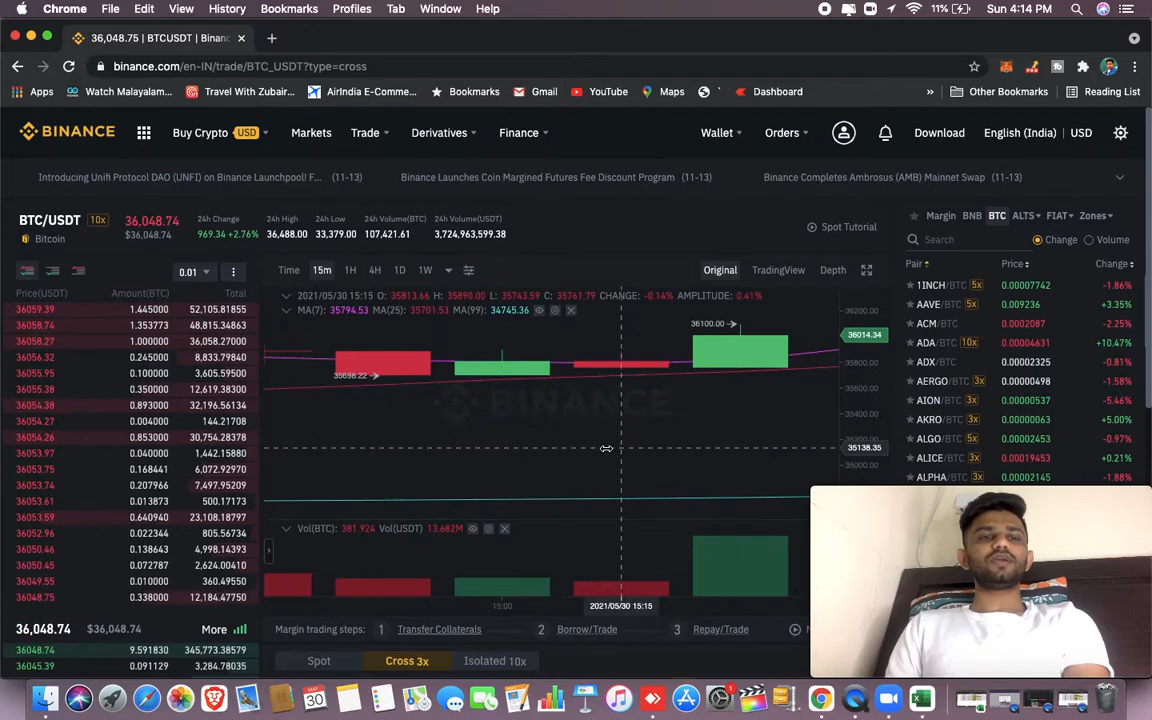 Chrome File Edit View History Bookmarks Profiles Tab Window Help 11% Sun 4:14 PM
36,048.75 | BTCUSDT | Binan
binance.com/en-IN/trade/BTC_USDT?type=cross
Apps Watch Malayalam... Travel With Zubair... AirIndia E-Comme... Bookmarks Gmail YouTube Maps Dashboard » Other Bookmarks Reading List
BINANCE Buy Crypto USD Markets Trade Derivatives Finance Wallet Orders Download English (India) USD
Introducing Unifi Protocol DAO (UNFI) on Binance Launchpool! F... (11-13) Binance Launches Coin Margined Futures Fee Discount Program (11-13) Binance Completes Ambrosus (AMB) Mainnet Swap (11-13)
BTC/USDT 10x 36,048.74 24h Change 24h High 24h Low 24h Volume(BTC) 24h Volume(USDT)
Bitcoin $36,048.74 969.34 +2.76% 36,488.00 33,379.00 107,421.61 3,724,963,599.38
Spot Tutorial
Margin BNB BTC ALTS FIAT Zones
Search Change Volume
Pair Price Change
1INCH/BTC 5x 0.00007742 -1.86%
AAVE/BTC 5x 0.009236 +3.35%
ACM/BTC 0.0002087 -2.25%
ADA/BTC 10x 0.00004631 +10.47%
ADX/BTC 0.00002325 -0.81%
AERGO/BTC 3x 0.00000498 -1.58%
AION/BTC 3x 0.00000537 -5.46%
AKRO/BTC 3x 0.00000063 +5.00%
ALGO/BTC 5x 0.00002453 -0.97%
ALICE/BTC 3x 0.00019453 +0.21%
ALPHA/BTC 3x 0.00002145 -1.88%
0.01
Price(USDT) Amount(BTC) Total
36059.39 1.445000 52,105.81855
36058.74 1.353773 48,815.34863
36058.27 1.000000 36,058.27000
36056.32 0.245000 8,833.79840
36055.95 0.100000 3,605.59500
36055.38 0.350000 12,619.38300
36054.38 0.893000 32,196.56134
36054.27 0.004000 144.21708
36054.26 0.853000 30,754.28378
36053.97 0.040000 1,442.15880
36053.75 0.168441 6,072.92970
36053.74 0.207966 7,497.95209
36053.61 0.013873 500.17173
36053.59 0.640940 23,108.18797
36052.96 0.022344 805.56734
36050.46 0.138643 4,998.14393
36050.45 0.072787 2,624.00410
36049.55 0.010000 360.49550
36048.75 0.338000 12,184.47750
36,048.74 $36,048.74 More
36048.74 9.591830 345,773.38579
36045.39 0.091129 3,284.78035
Time 15m 1H 4H 1D 1W Original TradingView Depth
2021/05/30 15:15 O: 35813.66 H: 35890.00 L: 35743.59 C: 35761.79 CHANGE: -0.14% AMPLITUDE: 0.41%
MA(7): 35794.53 MA(25): 35701.53 MA(99): 34745.36
36200.00
36100.00
36014.34
35800.00
35698.22
35600.00
BINANCE
35400.00
35138.35
35000.00
Vol(BTC): 381.924 Vol(USDT) 13.682M
15:00 2021/05/30 15:15
Margin trading steps: 1 Transfer Collaterals 2 Borrow/Trade 3 Repay/Trade
Spot Cross 3x Isolated 10x